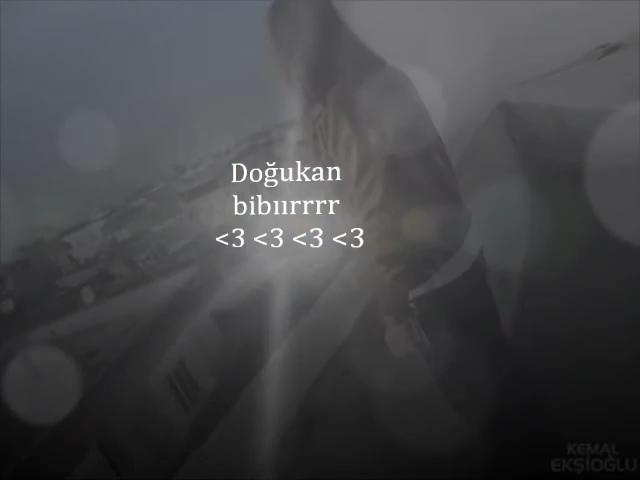 Doğukan
bibıırrrr
<3 <3 <3 <3
KEMAL
EKŞİOĞLU